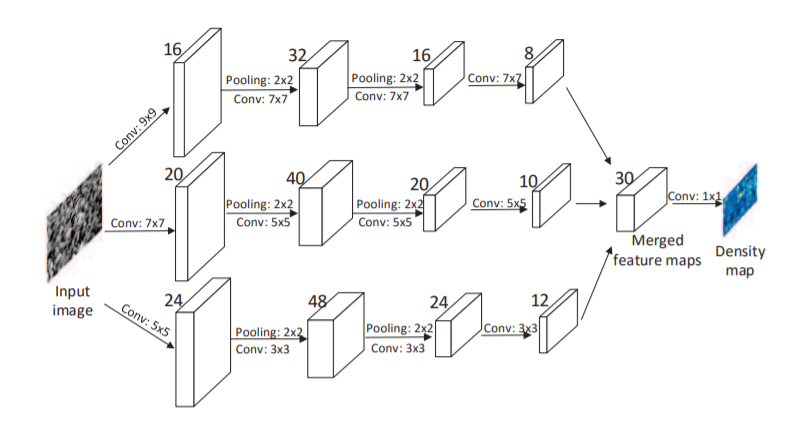 16
32
16
8
Pooling: 2x2
Conv: 7x7
Pooling: 2x2
Conv: 7x7
Conv: 7x7
Conv: 9x9
20
40
20
10
30
Conv: 7x7
Pooling: 2x2
Conv: 5x5
Pooling: 2x2
Conv: 5x5
Conv: 5x5
Conv: 1x1
Merged
feature maps
Density
map
Input
image
Conv: 5x5
24
48
24
12
Pooling: 2x2
Conv: 3x3
Pooling: 2x2
Conv: 3x3
Conv: 3x3